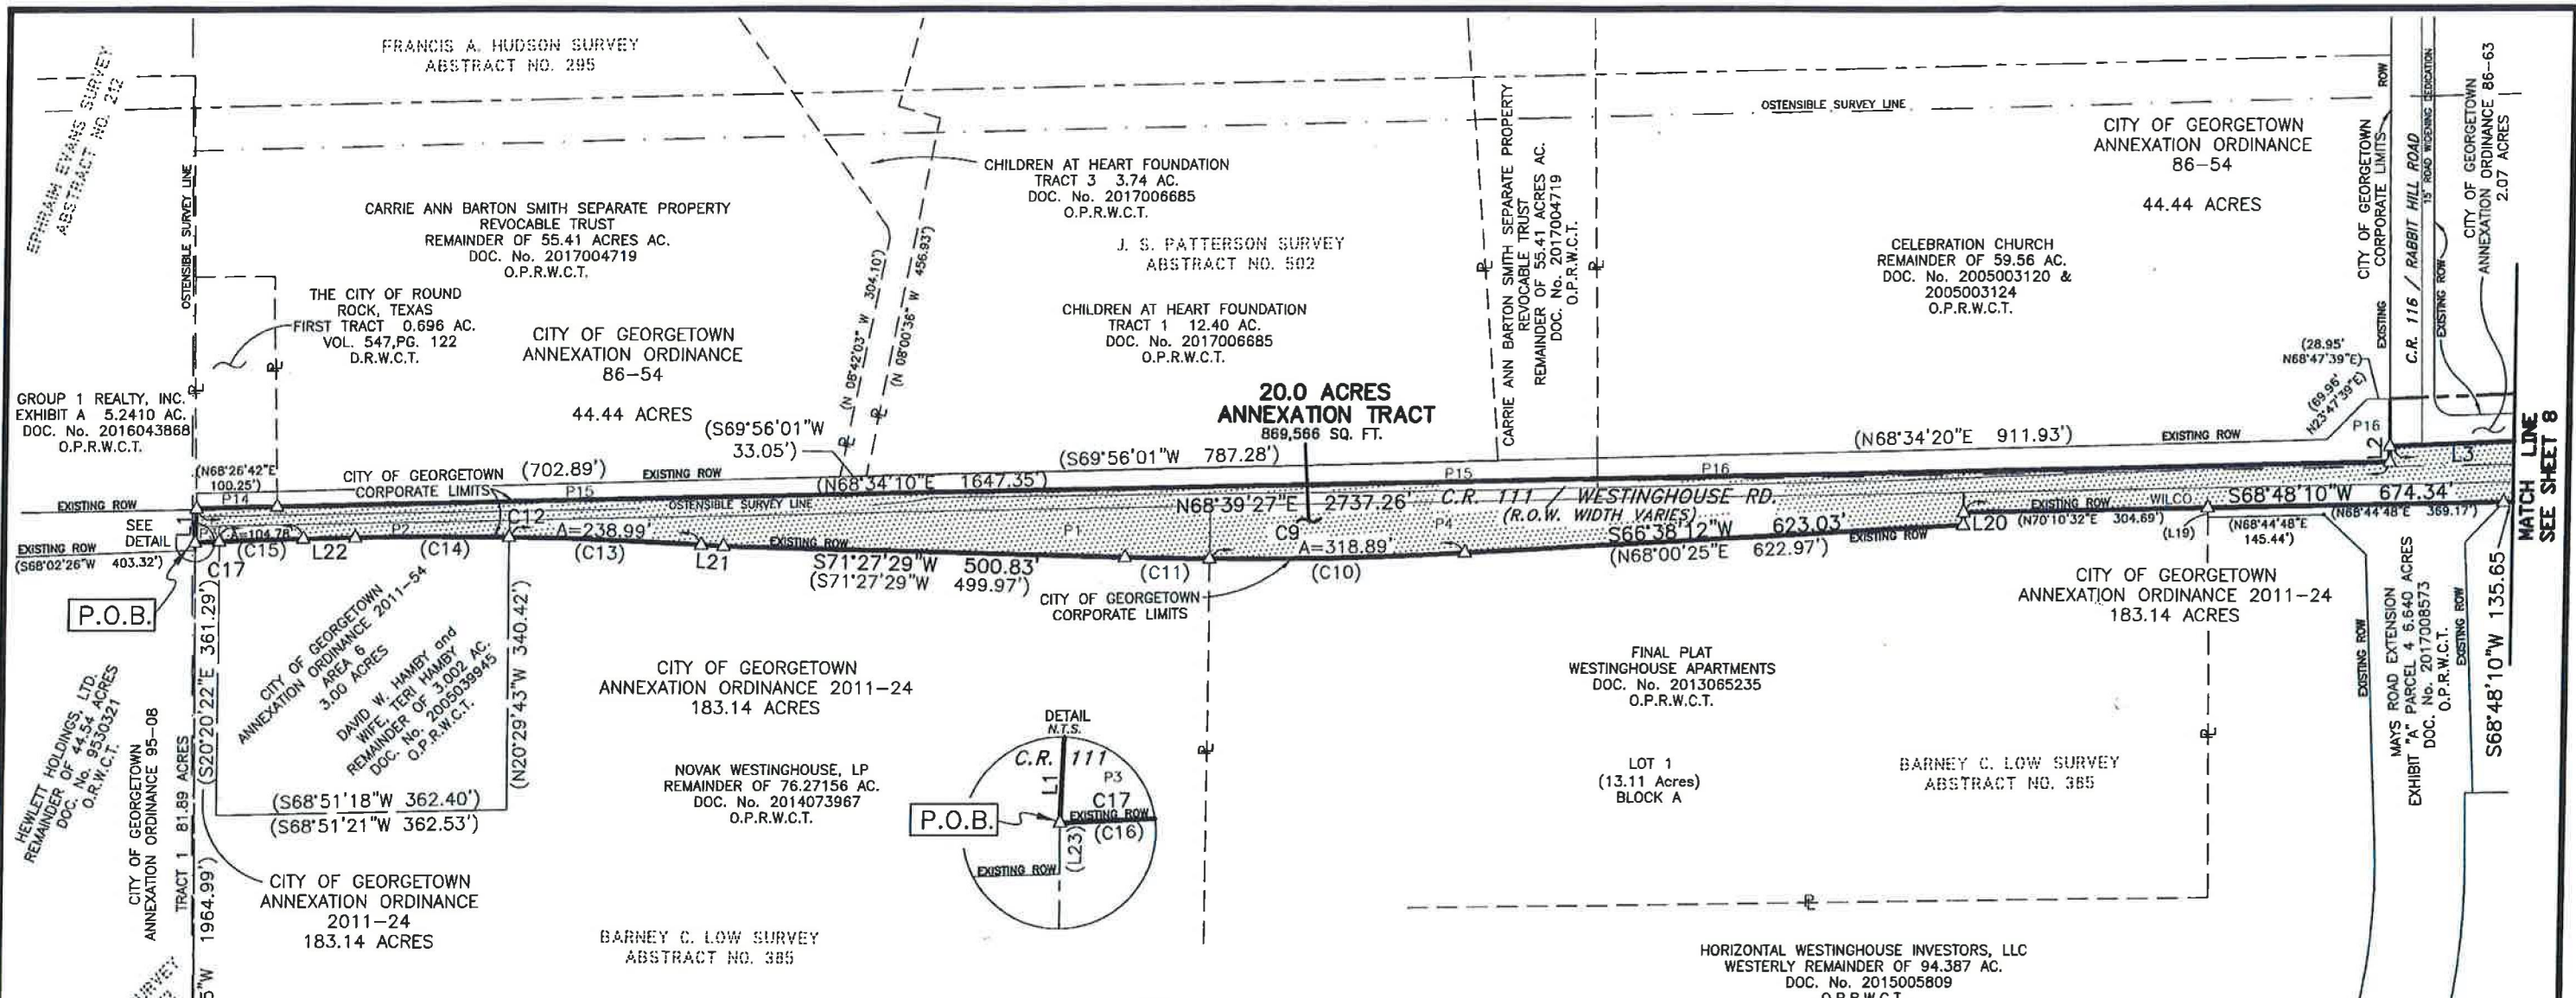 FRANCIS A. HUDSON SURVEY
ABSTRACT NO. 295
EPHRAIM EVANS SURVEY
ABSTRACT NO. 212
OSTENSIBLE SURVEY LINE
CARRIE ANN BARTON SMITH SEPARATE PROPERTY
REVOCABLE TRUST
REMAINDER OF 55.41 ACRES AC.
DOC. No. 2017004719
O.P.R.W.C.T.
THE CITY OF ROUND
ROCK, TEXAS
FIRST TRACT 0.696 AC.
VOL. 547,PG. 122
D.R.W.C.T.
CITY OF GEORGETOWN
ANNEXATION ORDINANCE
86-54
44.44 ACRES
GROUP 1 REALTY, INC.
EXHIBIT A 5.2410 AC.
DOC. No. 2016043868
O.P.R.W.C.T.
CHILDREN AT HEART FOUNDATION
TRACT 3 3.74 AC.
DOC. No. 2017006685
O.P.R.W.C.T.
J. S. PATTERSON SURVEY
ABSTRACT NO. 502
CHILDREN AT HEART FOUNDATION
TRACT 1 12.40 AC.
DOC. No. 2017006685
O.P.R.W.C.T.
(N 08°42'03" W 304.10')
(N 08°00'36" W 456.93')
CARRIE ANN BARTON SMITH SEPARATE PROPERTY
REVOCABLE TRUST
REMAINDER OF 55.41 ACRES AC.
DOC. No. 2017004719
O.P.R.W.C.T.
OSTENSIBLE SURVEY LINE
CITY OF GEORGETOWN
ANNEXATION ORDINANCE
86-54
44.44 ACRES
CELEBRATION CHURCH
REMAINDER OF 59.56 AC.
DOC. No. 2005003120 &
2005003124
O.P.R.W.C.T.
CITY OF GEORGETOWN
CORPORATE LIMITS
EXISTING
ROW
C.R. 116 / RABBIT HILL ROAD
15' ROAD WIDENING DEDICATION
EXISTING ROW
CITY OF GEORGETOWN
ANNEXATION ORDINANCE 86-63
2.07 ACRES
(28.95'
N68°47'39"E)
(69.96'
N23°47'39"E)
P16
L2
L3
MATCH LINE
SEE SHEET 8
20.0 ACRES
ANNEXATION TRACT
869,566 SQ. FT.
(S69°56'01"W
33.05')
(N68°26'42"E
100.25')
P14
CITY OF GEORGETOWN
CORPORATE LIMITS
(702.89')
EXISTING ROW
P15
(N68°34'10"E 1647.35')
(S69°56'01"W 787.28')
P15
P16
(N68°34'20"E 911.93')
EXISTING ROW
EXISTING ROW
OSTENSIBLE SURVEY LINE
N68°39'27"E 2737.26'
C.R. 111 / WESTINGHOUSE RD.
(R.O.W. WIDTH VARIES)
EXISTING ROW
WILCO
S68°48'10"W 674.34'
SEE
DETAIL
L1
P3
A=104.78'
(C15)
L22
P2
(C14)
C12
A=238.99'
(C13)
L21
EXISTING ROW
P1
C9
A=318.89'
P4
S66°38'12"W 623.03'
(N68°00'25"E 622.97')
EXISTING ROW
L20
(N70°10'32"E 304.69')
(L19)
(N68°44'48"E
145.44')
(N68°44'48"E 369.17')
EXISTING ROW
(S68°02'26"W 403.32')
C17
S71°27'29"W 500.83'
(S71°27'29"W 499.97')
(C11)
(C10)
CITY OF GEORGETOWN
CORPORATE LIMITS
P.O.B.
(S20°20'22"E 361.29')
CITY OF GEORGETOWN
ANNEXATION ORDINANCE 2011-54
AREA 6
3.00 ACRES
DAVID W. HAMBY and
WIFE, TERI HAMBY
REMAINDER OF 3.002 AC.
DOC. No. 2005039945
O.P.R.W.C.T.
(N20°29'43"W 340.42')
(S68°51'18"W 362.40')
(S68°51'21"W 362.53')
HEWLETT HOLDINGS, LTD.
REMAINDER OF 44.54 ACRES
DOC. No. 9530321
O.R.W.C.T.
CITY OF GEORGETOWN
ANNEXATION ORDINANCE 95-08
TRACT 1 81.89 ACRES
1964.99')
CITY OF GEORGETOWN
ANNEXATION ORDINANCE
2011-24
183.14 ACRES
CITY OF GEORGETOWN
ANNEXATION ORDINANCE 2011-24
183.14 ACRES
NOVAK WESTINGHOUSE, LP
REMAINDER OF 76.27156 AC.
DOC. No. 2014073967
O.P.R.W.C.T.
BARNEY C. LOW SURVEY
ABSTRACT NO. 385
DETAIL
N.T.S.
C.R. 111
L1
P3
C17
EXISTING ROW
(C16)
P.O.B.
(L23)
EXISTING ROW
FINAL PLAT
WESTINGHOUSE APARTMENTS
DOC. No. 2013065235
O.P.R.W.C.T.
LOT 1
(13.11 Acres)
BLOCK A
CITY OF GEORGETOWN
ANNEXATION ORDINANCE 2011-24
183.14 ACRES
BARNEY C. LOW SURVEY
ABSTRACT NO. 385
EXISTING ROW
MAYS ROAD EXTENSION
EXHIBIT "A" PARCEL 4 6.640 ACRES
DOC. No. 2017008573
O.P.R.W.C.T.
EXISTING ROW
S68°48'10"W 135.65
HORIZONTAL WESTINGHOUSE INVESTORS, LLC
WESTERLY REMAINDER OF 94.387 AC.
DOC. No. 2015005809
O.P.R.W.C.T.